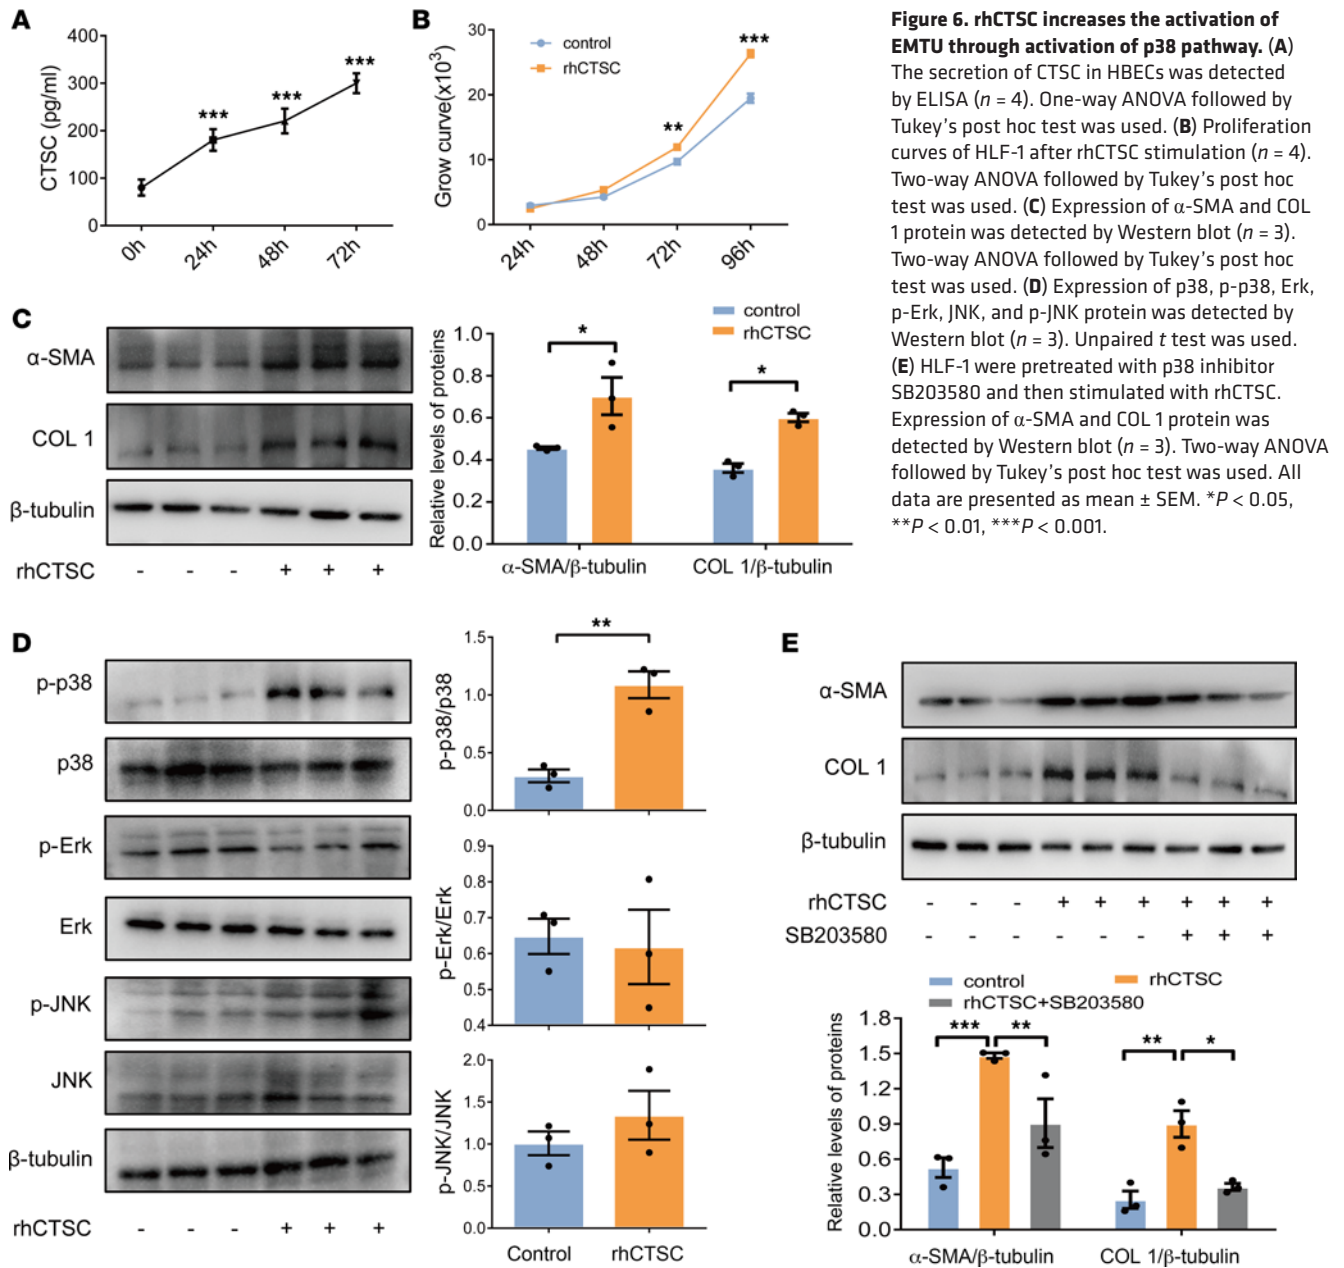 A
CTSC (pg/ml)
400
300
200
100
0
***
***
***
0h
24h
48h
72h
B
Grow curve(x10³)
30
20
10
0
control
rhCTSC
**
***
24h
48h
72h
96h
Figure 6. rhCTSC increases the activation of
EMTU through activation of p38 pathway. (A)
The secretion of CTSC in HBECs was detected
by ELISA (n = 4). One-way ANOVA followed by
Tukey’s post hoc test was used. (B) Proliferation
curves of HLF-1 after rhCTSC stimulation (n = 4).
Two-way ANOVA followed by Tukey’s post hoc
test was used. (C) Expression of α-SMA and COL
1 protein was detected by Western blot (n = 3).
Two-way ANOVA followed by Tukey’s post hoc
test was used. (D) Expression of p38, p-p38, Erk,
p-Erk, JNK, and p-JNK protein was detected by
Western blot (n = 3). Unpaired t test was used.
(E) HLF-1 were pretreated with p38 inhibitor
SB203580 and then stimulated with rhCTSC.
Expression of α-SMA and COL 1 protein was
detected by Western blot (n = 3). Two-way ANOVA
followed by Tukey’s post hoc test was used. All
data are presented as mean ± SEM. *P < 0.05,
**P < 0.01, ***P < 0.001.
C
α-SMA
COL 1
β-tubulin
rhCTSC - - - + + +
control
rhCTSC
Relative levels of proteins
1.0
0.8
0.6
0.4
0.2
0.0
*
*
α-SMA/β-tubulin COL 1/β-tubulin
D
p-p38
p38
p-Erk
Erk
p-JNK
JNK
β-tubulin
rhCTSC - - - + + +
p-p38/p38
1.5
1.0
0.5
0.0
**
p-Erk/Erk
0.9
0.8
0.7
0.6
0.5
0.4
p-JNK/JNK
2.0
1.5
1.0
0.5
0.0
Control rhCTSC
E
α-SMA
COL 1
β-tubulin
rhCTSC - - - + + + + + +
SB203580 - - - - - - + + +
control
rhCTSC
rhCTSC+SB203580
Relative levels of proteins
1.8
1.5
1.2
0.9
0.6
0.3
0.0
*** **
** *
α-SMA/β-tubulin COL 1/β-tubulin